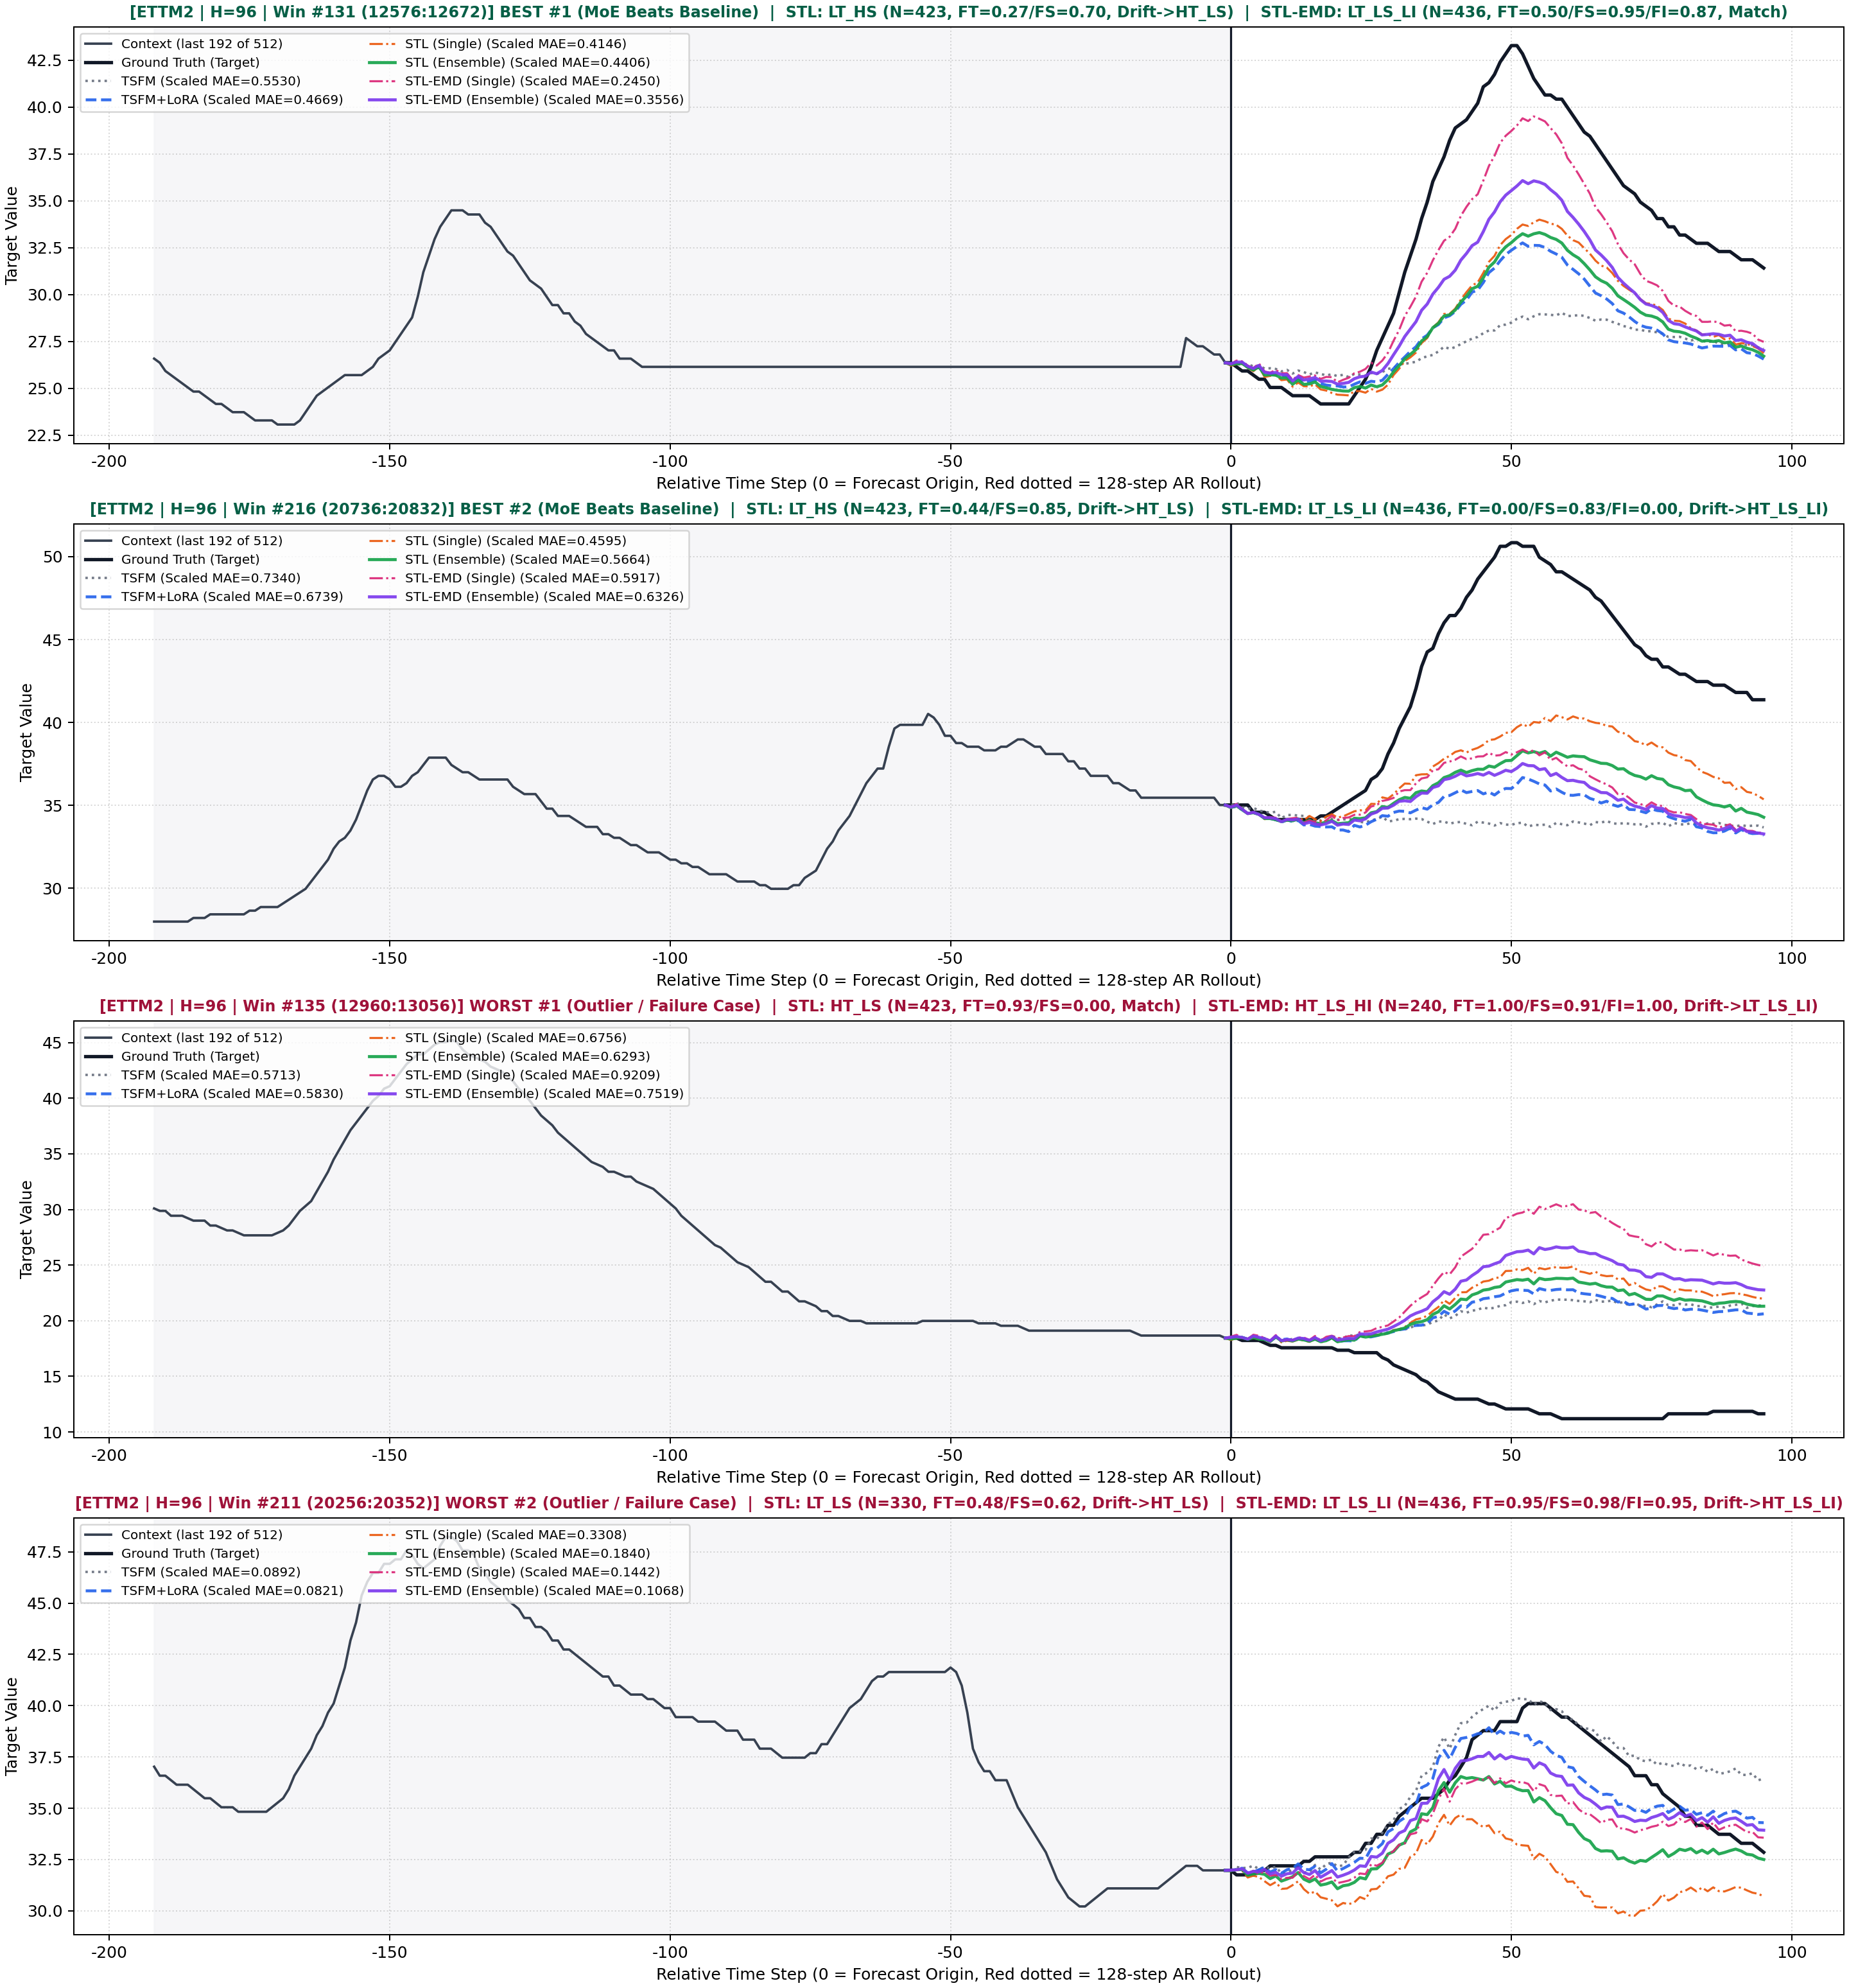 [ETTM2 | H=96 | Win #131 (12576:12672)] BEST #1 (MoE Beats Baseline) | STL: LT_HS (N=423, FT=0.27/FS=0.70, Drift->HT_LS) | STL-EMD: LT_LS_LI (N=436, FT=0.50/FS=0.95/FI=0.87, Match)
Context (last 192 of 512)
Ground Truth (Target)
TSFM (Scaled MAE=0.5530)
TSFM+LoRA (Scaled MAE=0.4669)
STL (Single) (Scaled MAE=0.4146)
STL (Ensemble) (Scaled MAE=0.4406)
STL-EMD (Single) (Scaled MAE=0.2450)
STL-EMD (Ensemble) (Scaled MAE=0.3556)
Target Value
42.5
40.0
37.5
35.0
32.5
30.0
27.5
25.0
22.5
-200 -150 -100 -50 0 50 100
Relative Time Step (0 = Forecast Origin, Red dotted = 128-step AR Rollout)
[ETTM2 | H=96 | Win #216 (20736:20832)] BEST #2 (MoE Beats Baseline) | STL: LT_HS (N=423, FT=0.44/FS=0.85, Drift->HT_LS) | STL-EMD: LT_LS_LI (N=436, FT=0.00/FS=0.83/FI=0.00, Drift->HT_LS_LI)
Context (last 192 of 512)
Ground Truth (Target)
TSFM (Scaled MAE=0.7340)
TSFM+LoRA (Scaled MAE=0.6739)
STL (Single) (Scaled MAE=0.4595)
STL (Ensemble) (Scaled MAE=0.5664)
STL-EMD (Single) (Scaled MAE=0.5917)
STL-EMD (Ensemble) (Scaled MAE=0.6326)
Target Value
50
45
40
35
30
-200 -150 -100 -50 0 50 100
Relative Time Step (0 = Forecast Origin, Red dotted = 128-step AR Rollout)
[ETTM2 | H=96 | Win #135 (12960:13056)] WORST #1 (Outlier / Failure Case) | STL: HT_LS (N=423, FT=0.93/FS=0.00, Match) | STL-EMD: HT_LS_HI (N=240, FT=1.00/FS=0.91/FI=1.00, Drift->LT_LS_LI)
Context (last 192 of 512)
Ground Truth (Target)
TSFM (Scaled MAE=0.5713)
TSFM+LoRA (Scaled MAE=0.5830)
STL (Single) (Scaled MAE=0.6756)
STL (Ensemble) (Scaled MAE=0.6293)
STL-EMD (Single) (Scaled MAE=0.9209)
STL-EMD (Ensemble) (Scaled MAE=0.7519)
Target Value
45
40
35
30
25
20
15
10
-200 -150 -100 -50 0 50 100
Relative Time Step (0 = Forecast Origin, Red dotted = 128-step AR Rollout)
[ETTM2 | H=96 | Win #211 (20256:20352)] WORST #2 (Outlier / Failure Case) | STL: LT_LS (N=330, FT=0.48/FS=0.62, Drift->HT_LS) | STL-EMD: LT_LS_LI (N=436, FT=0.95/FS=0.98/FI=0.95, Drift->HT_LS_LI)
Context (last 192 of 512)
Ground Truth (Target)
TSFM (Scaled MAE=0.0892)
TSFM+LoRA (Scaled MAE=0.0821)
STL (Single) (Scaled MAE=0.3308)
STL (Ensemble) (Scaled MAE=0.1840)
STL-EMD (Single) (Scaled MAE=0.1442)
STL-EMD (Ensemble) (Scaled MAE=0.1068)
Target Value
47.5
45.0
42.5
40.0
37.5
35.0
32.5
30.0
-200 -150 -100 -50 0 50 100
Relative Time Step (0 = Forecast Origin, Red dotted = 128-step AR Rollout)